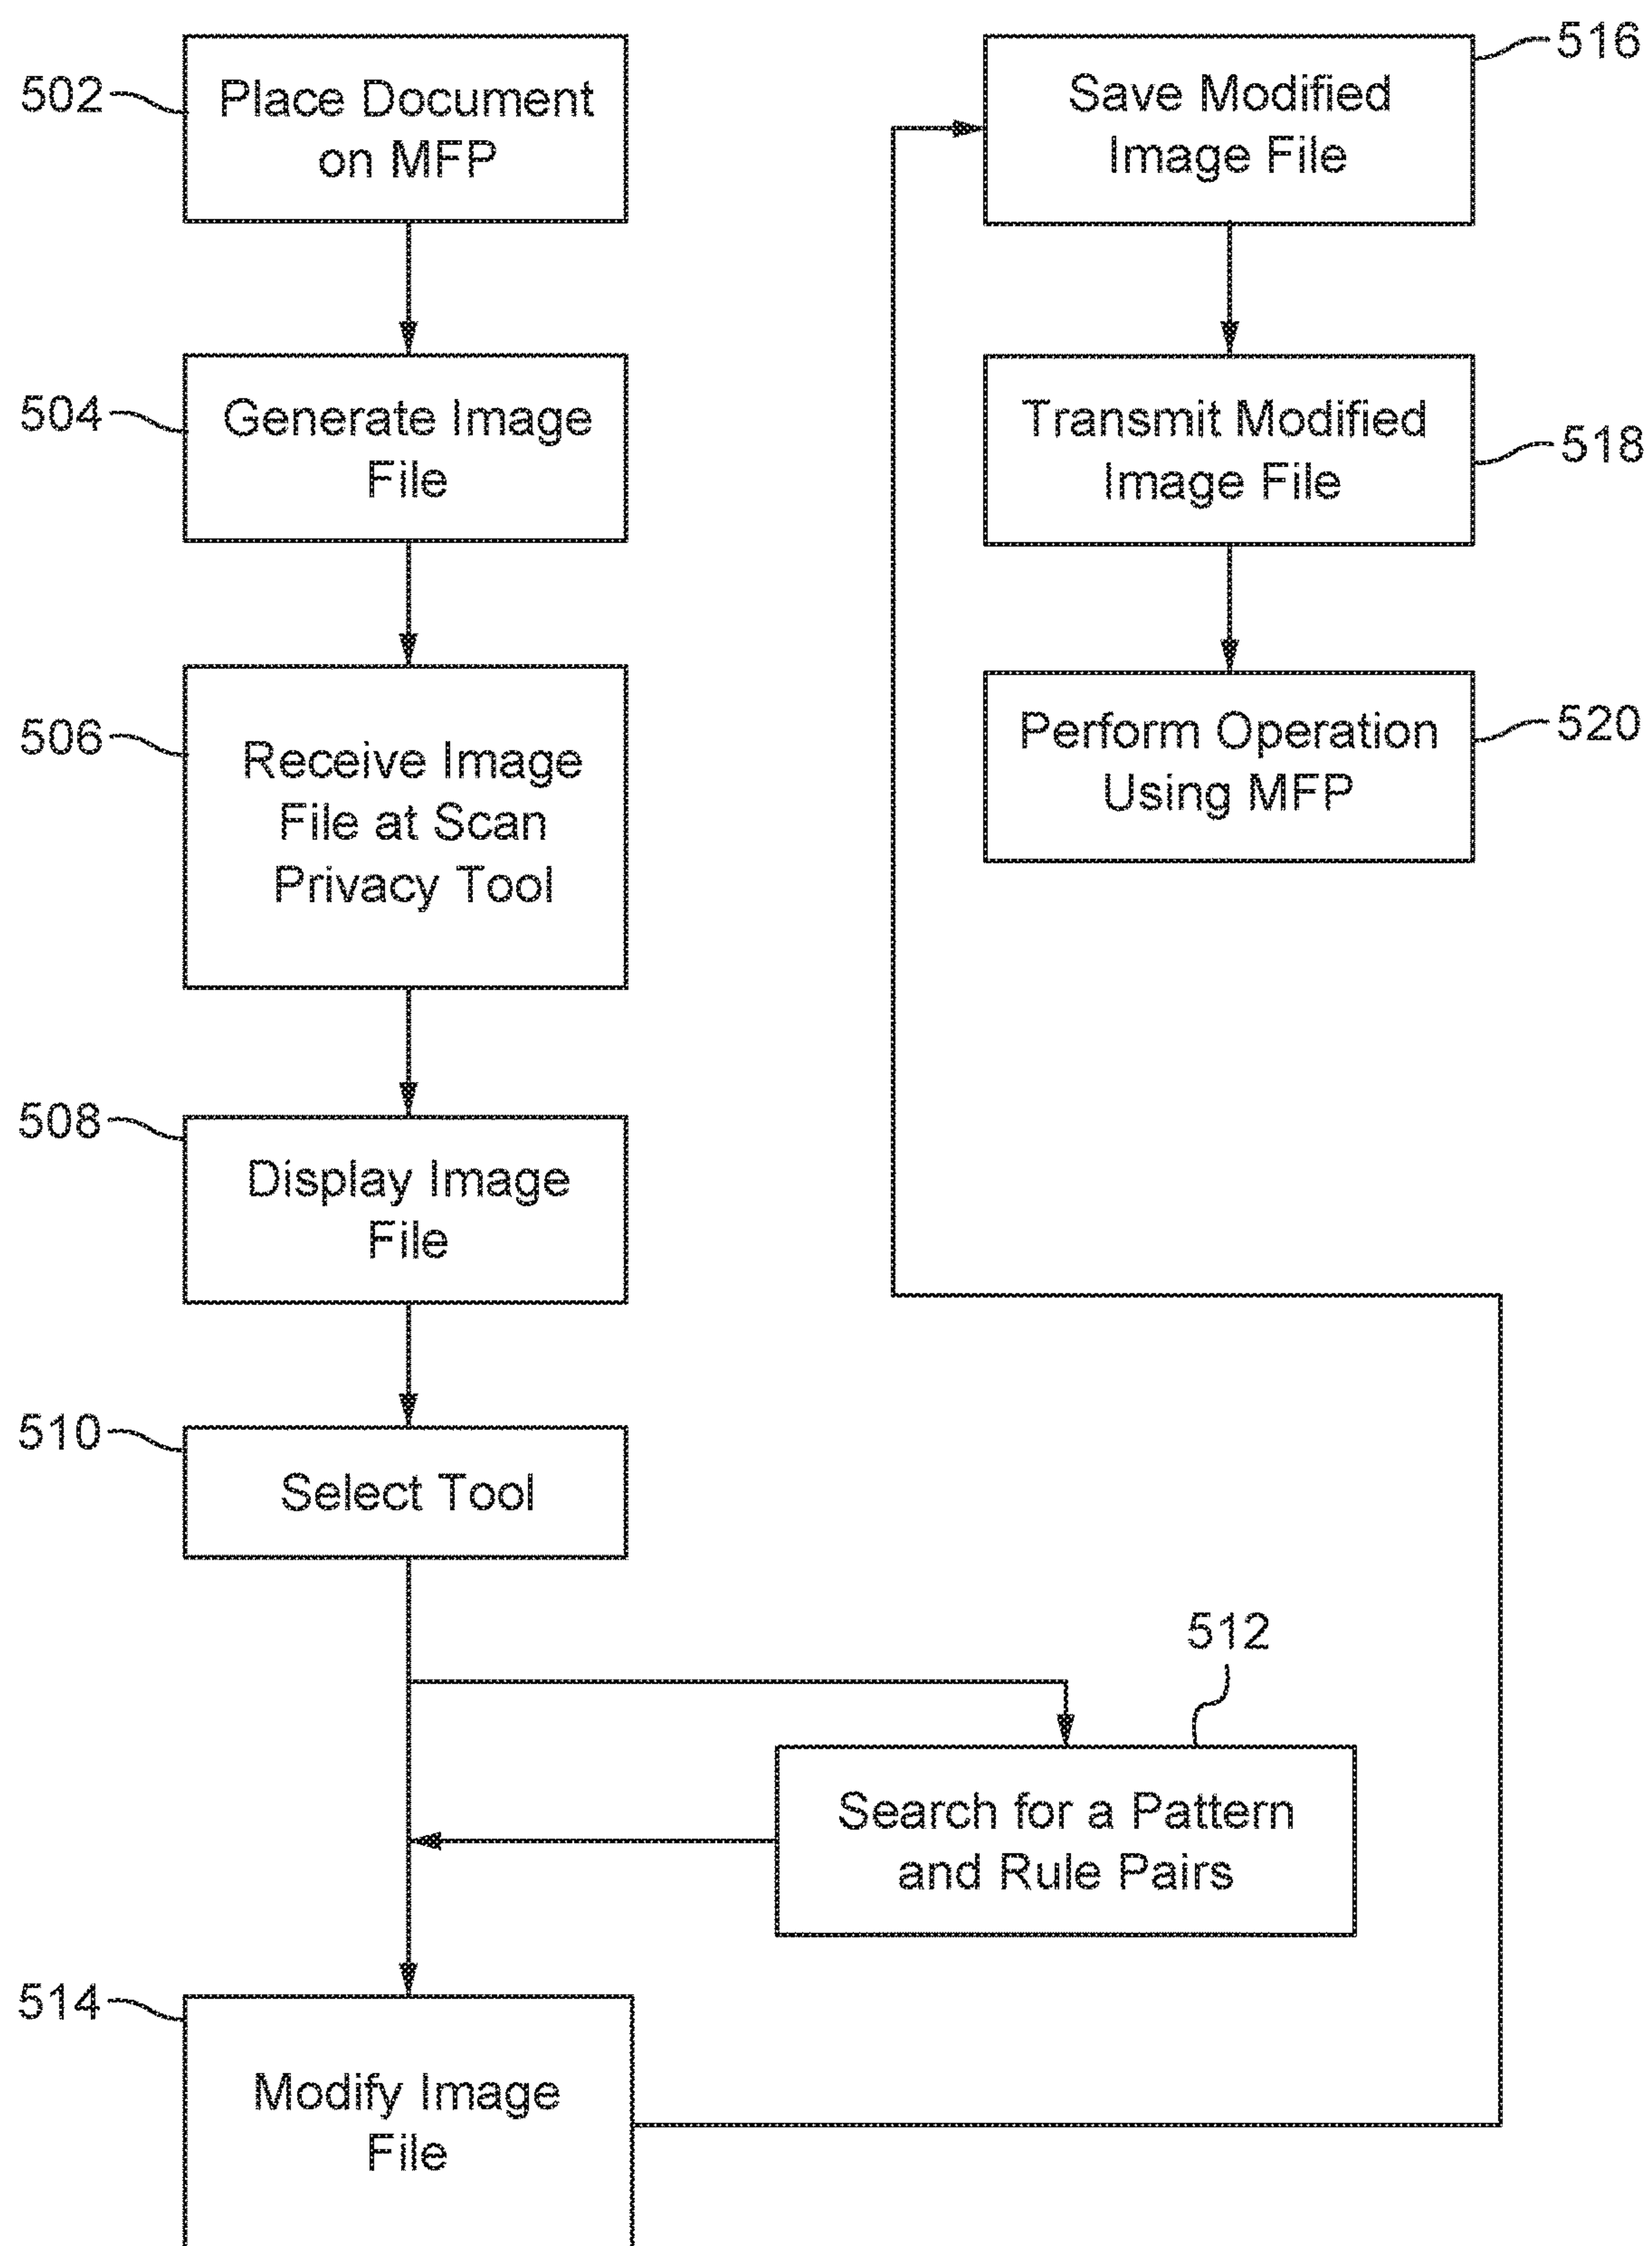 502
Place Document
on MFP
504
Generate Image
File
506
Receive Image
File at Scan
Privacy Tool
508
Display Image
File
510
Select Tool
512
Search for a Pattern
and Rule Pairs
514
Modify Image
File
516
Save Modified
Image File
518
Transmit Modified
Image File
520
Perform Operation
Using MFP